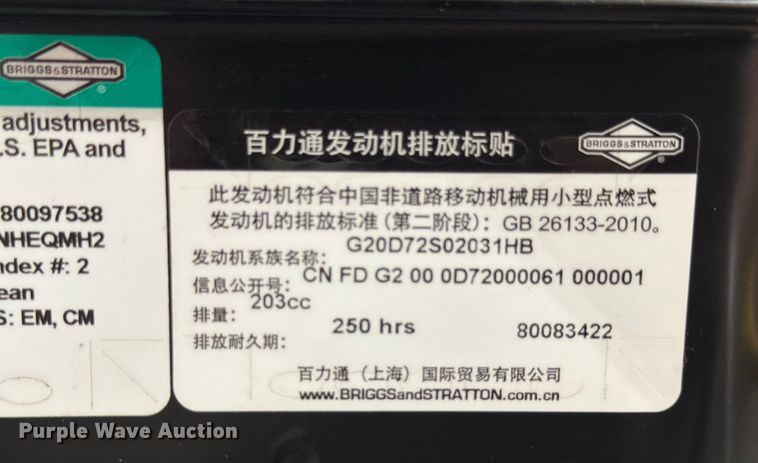 BRIGGS&STRATTON
®
adjustments,
.S. EPA and
80097538
NHEQMH2
ndex #: 2
ean
S: EM, CM
百力通发动机排放标贴
BRIGGS&STRATTON
®
此发动机符合中国非道路移动机械用小型点燃式
发动机的排放标准(第二阶段): GB 26133-2010。
发动机系族名称: G20D72S02031HB
信息公开号: CN FD G2 00 0D72000061 000001
排量: 203cc
排放耐久期: 250 hrs 80083422
百力通(上海)国际贸易有限公司
www.BRIGGSandSTRATTON.com.cn
Purple Wave Auction